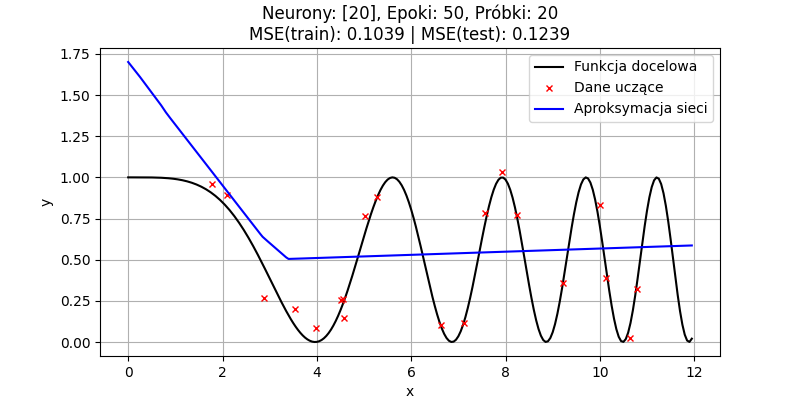 Neurony: [20], Epoki: 50, Próbki: 20
MSE(train): 0.1039 | MSE(test): 0.1239
Funkcja docelowa
Dane uczące
Aproksymacja sieci
1.75
1.50
1.25
1.00
0.75
0.50
0.25
0.00
y
0 2 4 6 8 10 12
x